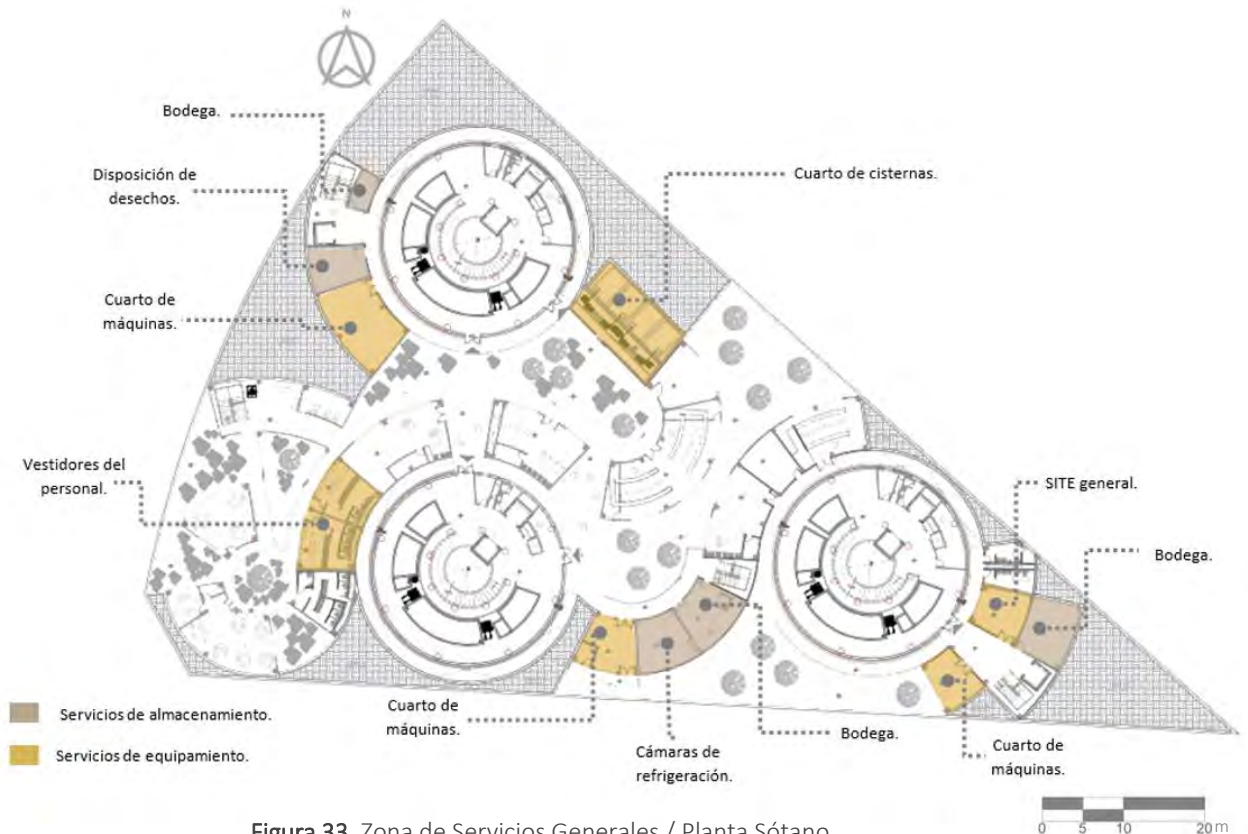 N
Bodega.
Disposición de
desechos.
Cuarto de
máquinas.
Vestidores del
personal.
Cuarto de cisternas.
SITE general.
Bodega.
Cuarto de
máquinas.
Cámaras de
refrigeración.
Bodega.
Cuarto de
máquinas.
Servicios de almacenamiento.
Servicios de equipamiento.
0 5 10 20 m
Figura 33. Zona de Servicios Generales / Planta Sótano